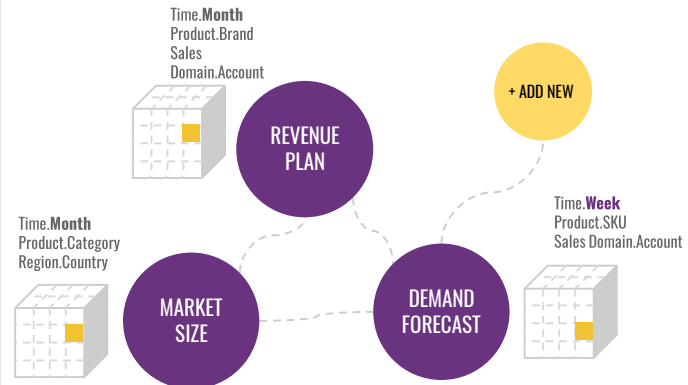 Time.Month
Product.Brand
Sales
Domain.Account
REVENUE
PLAN
+ ADD NEW
Time.Week
Product.SKU
Sales Domain.Account
Time.Month
Product.Category
Region.Country
MARKET
SIZE
DEMAND
FORECAST